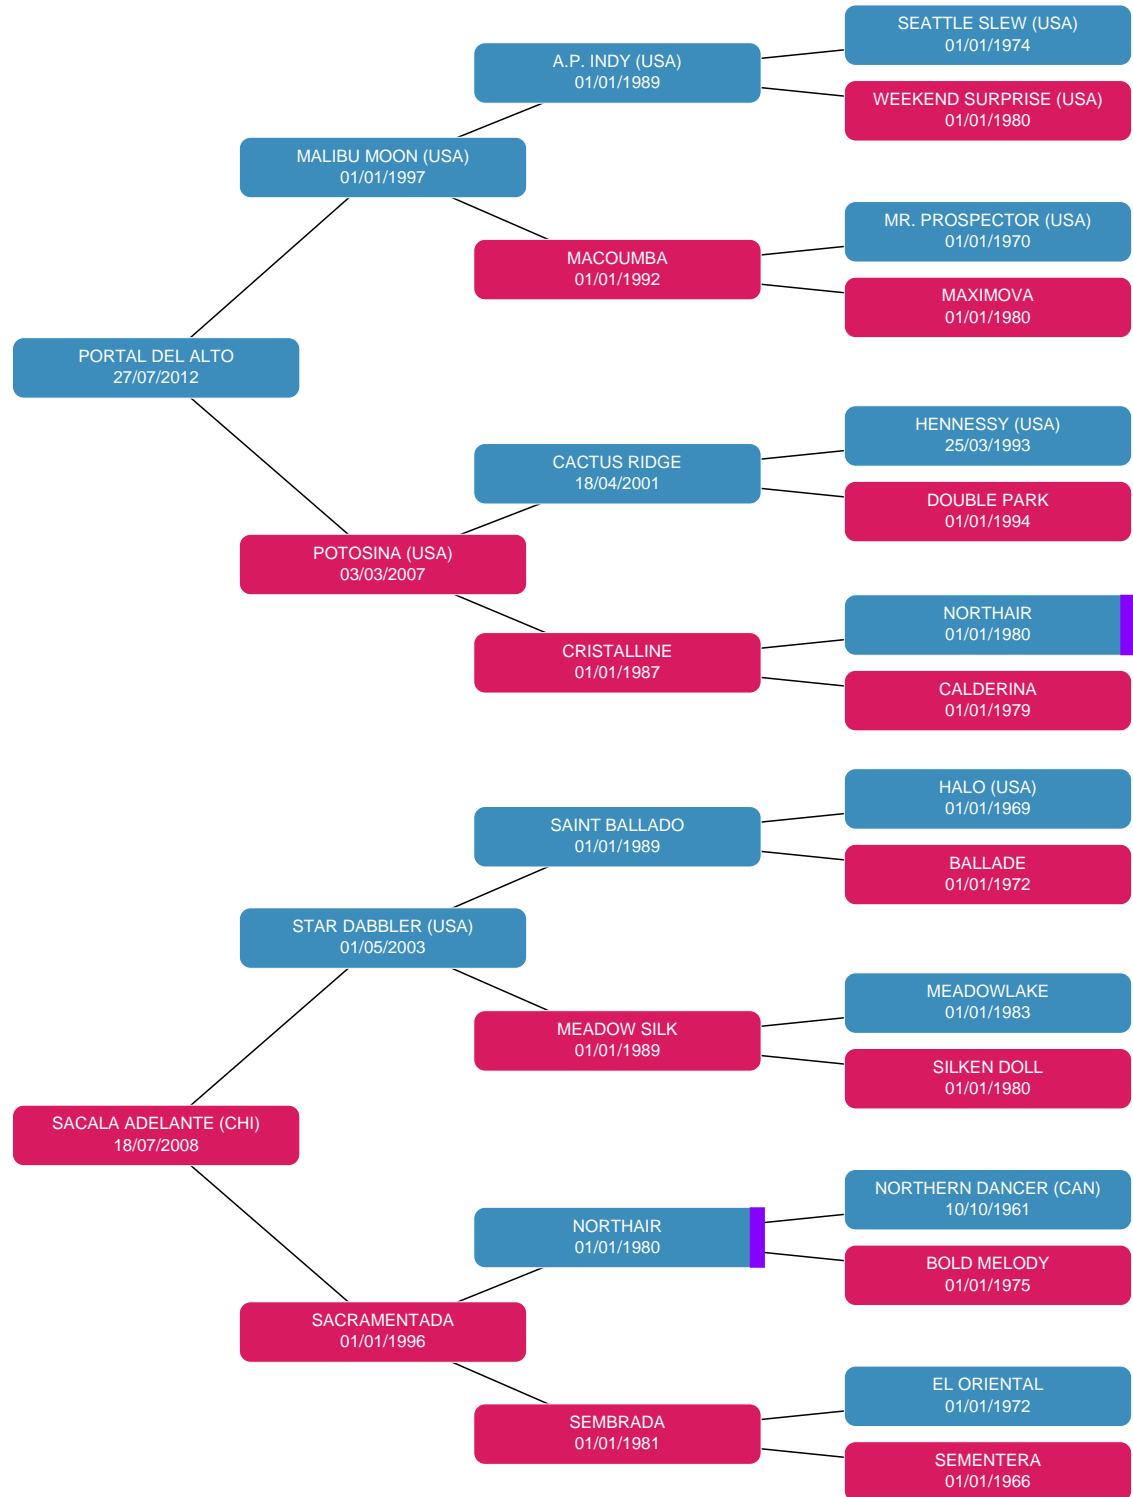 SEATTLE SLEW (USA)
01/01/1974
A.P. INDY (USA)
01/01/1989
WEEKEND SURPRISE (USA)
01/01/1980
MALIBU MOON (USA)
01/01/1997
MR. PROSPECTOR (USA)
01/01/1970
MACOUMBA
01/01/1992
MAXIMOVA
01/01/1980
PORTAL DEL ALTO
27/07/2012
HENNESSY (USA)
25/03/1993
CACTUS RIDGE
18/04/2001
DOUBLE PARK
01/01/1994
POTOSINA (USA)
03/03/2007
NORTHAIR
01/01/1980
CRISTALLINE
01/01/1987
CALDERINA
01/01/1979
HALO (USA)
01/01/1969
SAINT BALLADO
01/01/1989
BALLADE
01/01/1972
STAR DABBLER (USA)
01/05/2003
MEADOWLAKE
01/01/1983
MEADOW SILK
01/01/1989
SILKEN DOLL
01/01/1980
SACALA ADELANTE (CHI)
18/07/2008
NORTHERN DANCER (CAN)
10/10/1961
NORTHAIR
01/01/1980
BOLD MELODY
01/01/1975
SACRAMENTADA
01/01/1996
EL ORIENTAL
01/01/1972
SEMBRADA
01/01/1981
SEMENTERA
01/01/1966